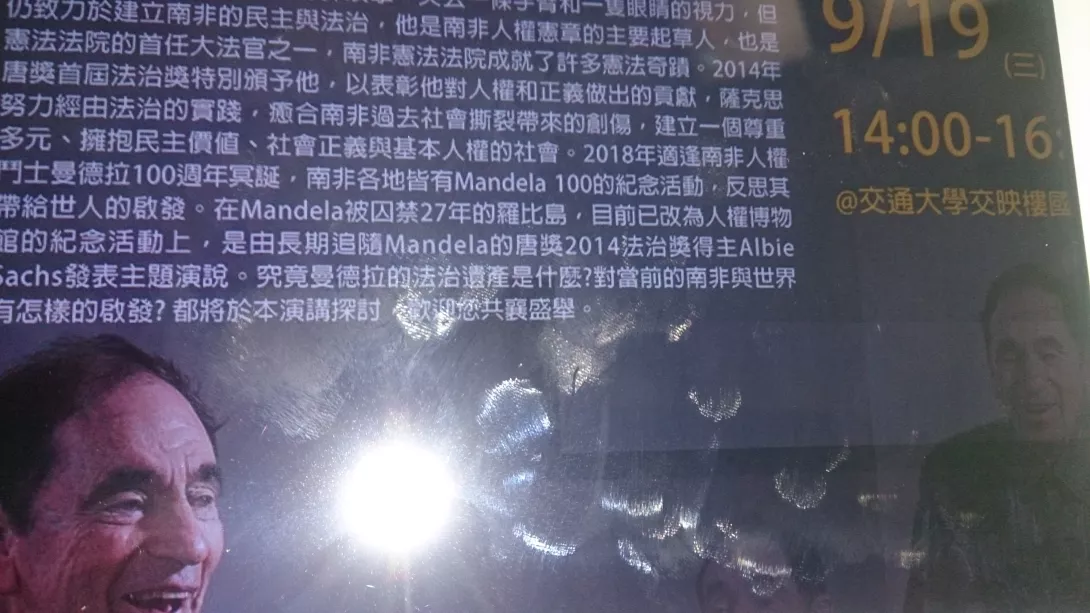 仍致力於建立南非的民主與法治，他是南非人權憲章的主要起草人，也是
憲法法院的首任大法官之一，南非憲法法院成就了許多憲法奇蹟。2014年
唐獎首屆法治獎特別頒予他，以表彰他對人權和正義做出的貢獻，薩克思
努力經由法治的實踐，癒合南非過去社會撕裂帶來的創傷，建立一個尊重
多元、擁抱民主價值、社會正義與基本人權的社會。2018年適逢南非人權
鬥士曼德拉100週年冥誕，南非各地皆有Mandela 100的紀念活動，反思其
帶給世人的啟發。在Mandela被囚禁27年的羅比島，目前已改為人權博物
館的紀念活動上，是由長期追隨Mandela的唐獎2014法治獎得主Albie
Sachs發表主題演說。究竟曼德拉的法治遺產是什麼?對當前的南非與世界
有怎樣的啟發? 都將於本演講探討，歡迎您共襄盛舉。
9/19
(三)
14:00-16:
@交通大學交映樓國